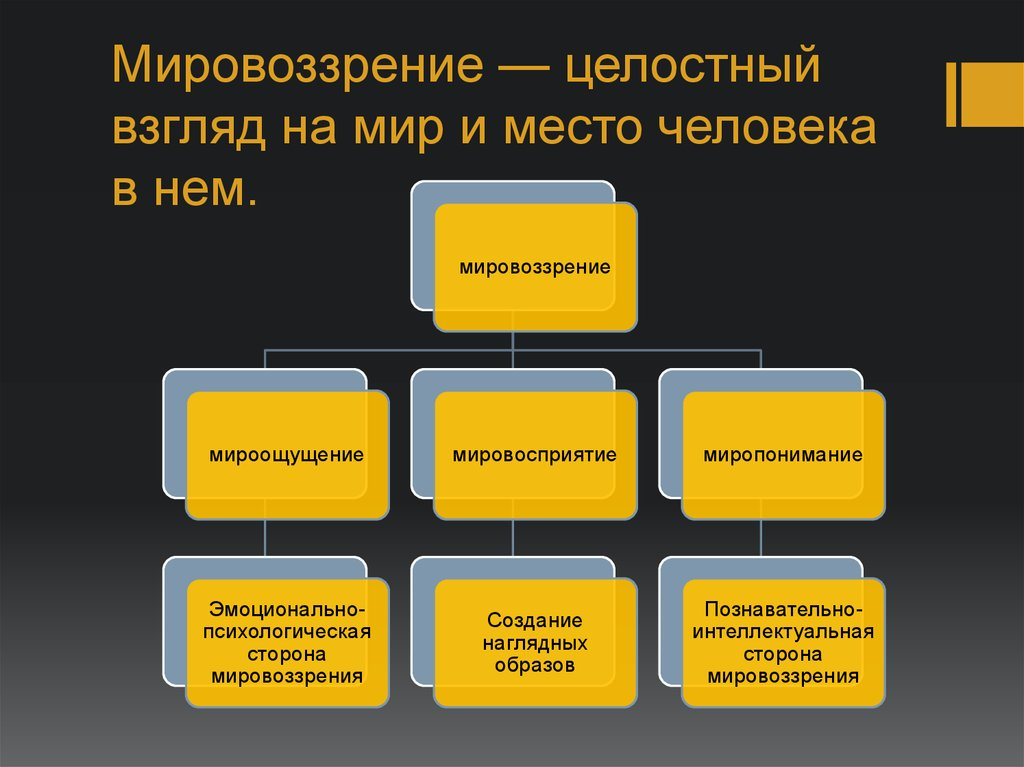 Мировоззрение — целостный
взгляд на мир и место человека
в нем.
мировоззрение
мироощущение
мировосприятие
миропонимание
Эмоционально-
психологическая
сторона
мировоззрения
Создание
наглядных
образов
Познавательно-
интеллектуальная
сторона
мировоззрения